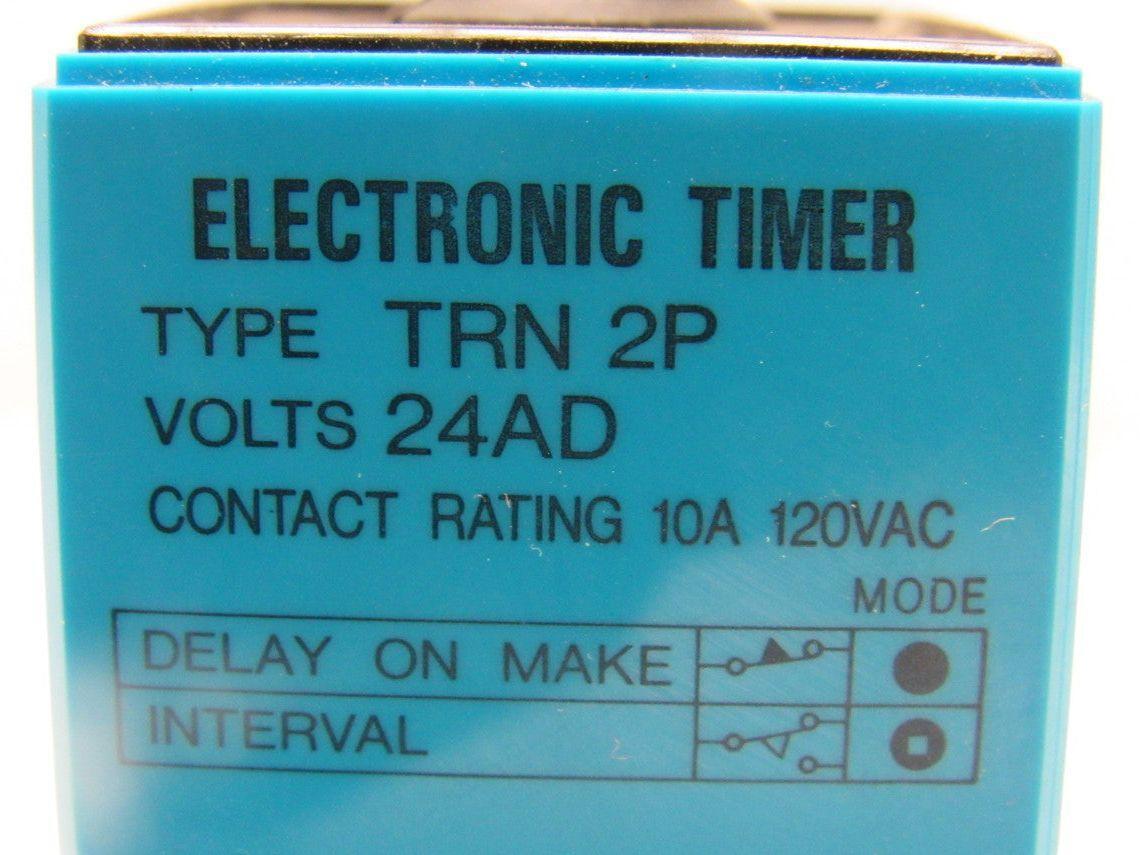 ELECTRONIC TIMER
TYPE TRN 2P
VOLTS 24AD
CONTACT RATING 10A 120VAC
MODE
DELAY ON MAKE
INTERVAL